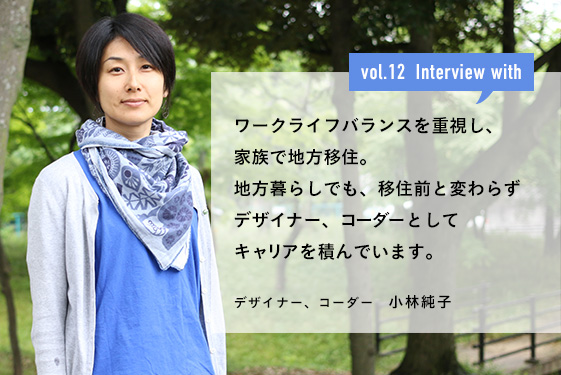 vol.12 Interview with
ワークライフバランスを重視し、
家族で地方移住。
地方暮らしでも、移住前と変わらず
デザイナー、コーダーとして
キャリアを積んでいます。
デザイナー、コーダー 小林純子